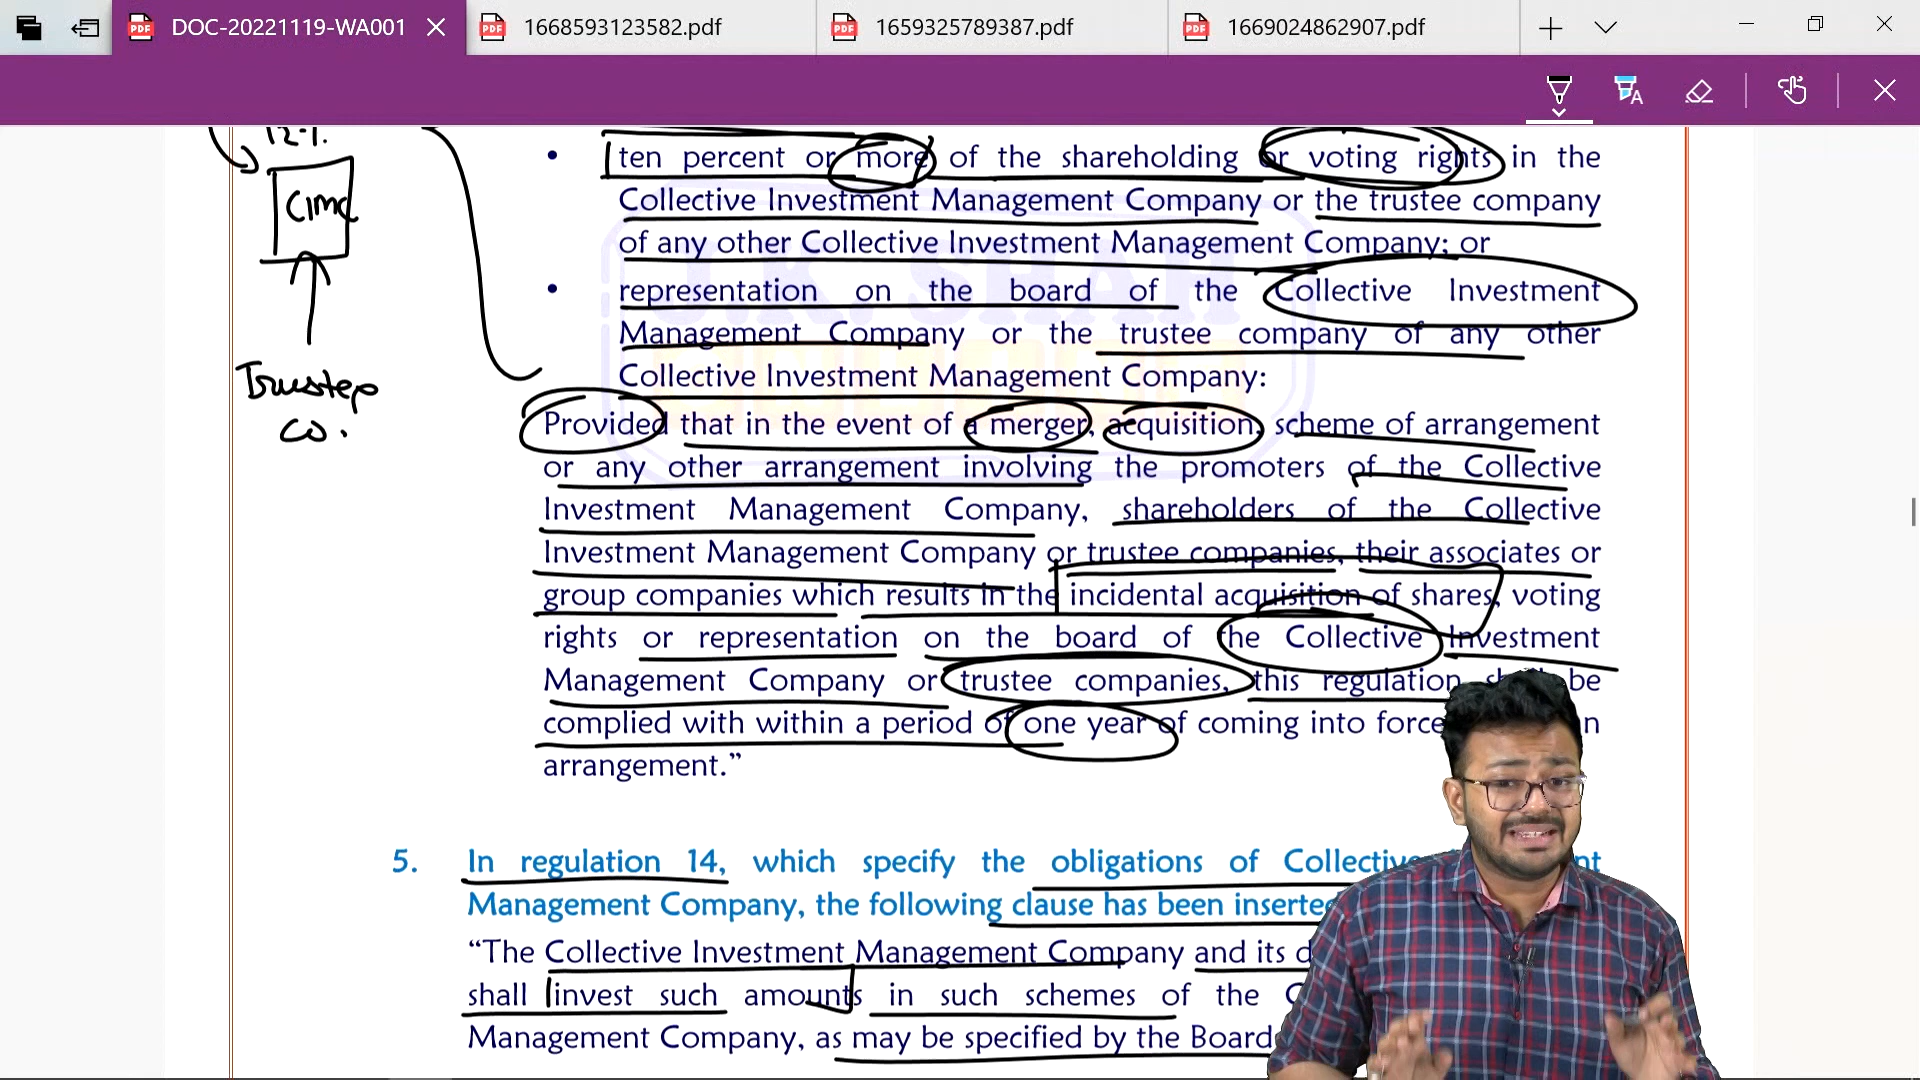 DOC-20221119-WA001
1668593123582.pdf
1659325789387.pdf
1669024862907.pdf
12-1.
CIMC
Trustep
co.
• ten percent or more of the shareholding or voting rights in the
Collective Investment Management Company or the trustee company
of any other Collective Investment Management Company; or
• representation on the board of the Collective Investment
Management Company or the trustee company of any other
Collective Investment Management Company:
Provided that in the event of a merger, acquisition, scheme of arrangement
or any other arrangement involving the promoters of the Collective
Investment Management Company, shareholders of the Collective
Investment Management Company or trustee companies, their associates or
group companies which results in the incidental acquisition of shares, voting
rights or representation on the board of the Collective Investment
Management Company or trustee companies, this regulation be
complied with within a period of one year of coming into force
arrangement.”
5. In regulation 14, which specify the obligations of
Management Company, the following clause has been
“The Collective Investment Management Company and its
shall invest such amounts in such schemes of the
Management Company, as may be specified by the Board